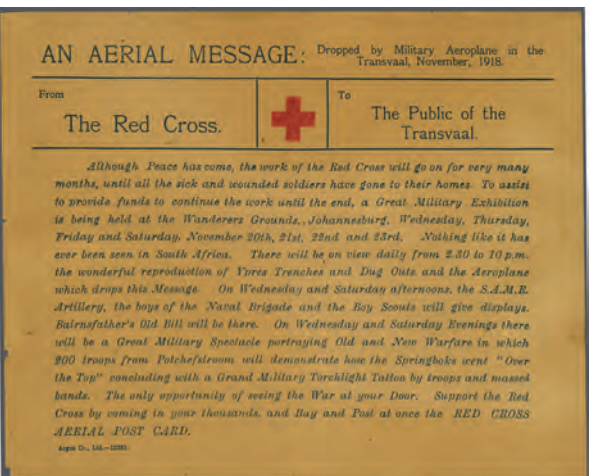 AN AERIAL MESSAGE: Dropped by Military Aeroplane in the
Transvaal, November, 1918.
From
The Red Cross.
To
The Public of the
Transvaal.
Although Peace has come, the work of the Red Cross will go on for very many
months, until all the sick and wounded soldiers have gone to their homes. To assist
to provide funds to continue the work until the end, a Great Military Exhibition
is being held at the Wanderers Grounds, Johannesburg, Wednesday, Thursday,
Friday and Saturday, November 20th, 21st, 22nd and 23rd. Nothing like it has
ever been seen in South Africa. There will be on view daily from 2.30 to 10 p.m.
the wonderful reproduction of Ypres Trenches and Dug Outs, and the Aeroplane
which drops this Message. On Wednesday and Saturday afternoons, the S.A.M.R.
Artillery, the boys of the Naval Brigade and the Boy Scouts will give displays.
Bairnsfather's Old Bill will be there. On Wednesday and Saturday Evenings there
will be a Great Military Spectacle portraying Old and New Warfare in which
200 troops from Potchefstroom will demonstrate how the Springboks went "Over
the Top" concluding with a Grand Military Torchlight Tattoo by troops and massed
bands. The only opportunity of seeing the War at your Door. Support the Red
Cross by coming in your thousands, and Buy and Post at once the RED CROSS
AERIAL POST CARD.
Argus Co., Ltd.—